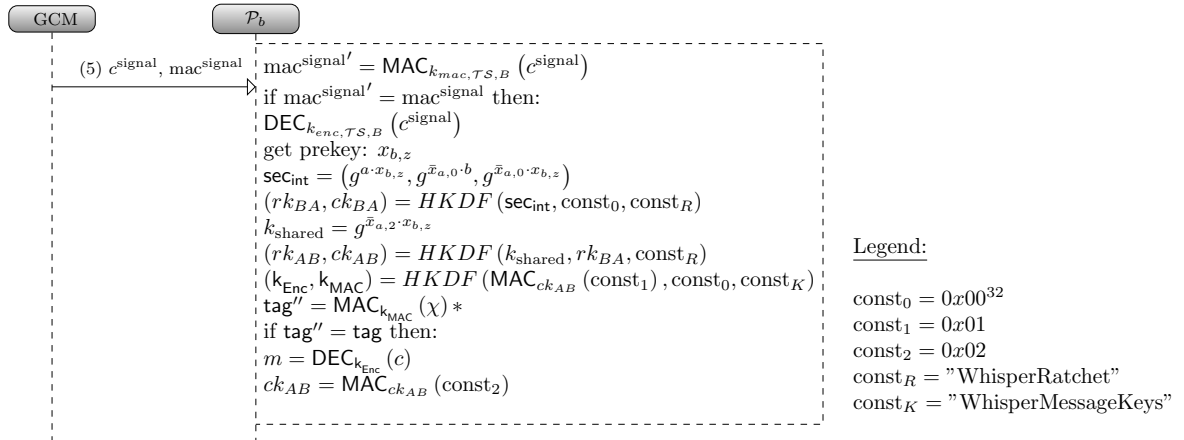 GCM
𝒫_b
(5) c^signal, mac^signal
mac^signal′ = MAC_{k_{mac,𝒯𝒮,B}} (c^signal)
if mac^signal′ = mac^signal then:
DEC_{k_{enc,𝒯𝒮,B}} (c^signal)
get prekey: x_{b,z}
sec_int = (g^{a·x_{b,z}}, g^{x̄_{a,0}·b}, g^{x̄_{a,0}·x_{b,z}})
(rk_{BA}, ck_{BA}) = HKDF (sec_int, const_0, const_R)
k_shared = g^{x̄_{a,2}·x_{b,z}}
(rk_{AB}, ck_{AB}) = HKDF (k_shared, rk_{BA}, const_R)
(k_Enc, k_MAC) = HKDF (MAC_{ck_{AB}} (const_1) , const_0, const_K)
tag′′ = MAC_{k_MAC} (χ) *
if tag′′ = tag then:
m = DEC_{k_Enc} (c)
ck_{AB} = MAC_{ck_{AB}} (const_2)
Legend:
const_0 = 0x00^{32}
const_1 = 0x01
const_2 = 0x02
const_R = ”WhisperRatchet”
const_K = ”WhisperMessageKeys”